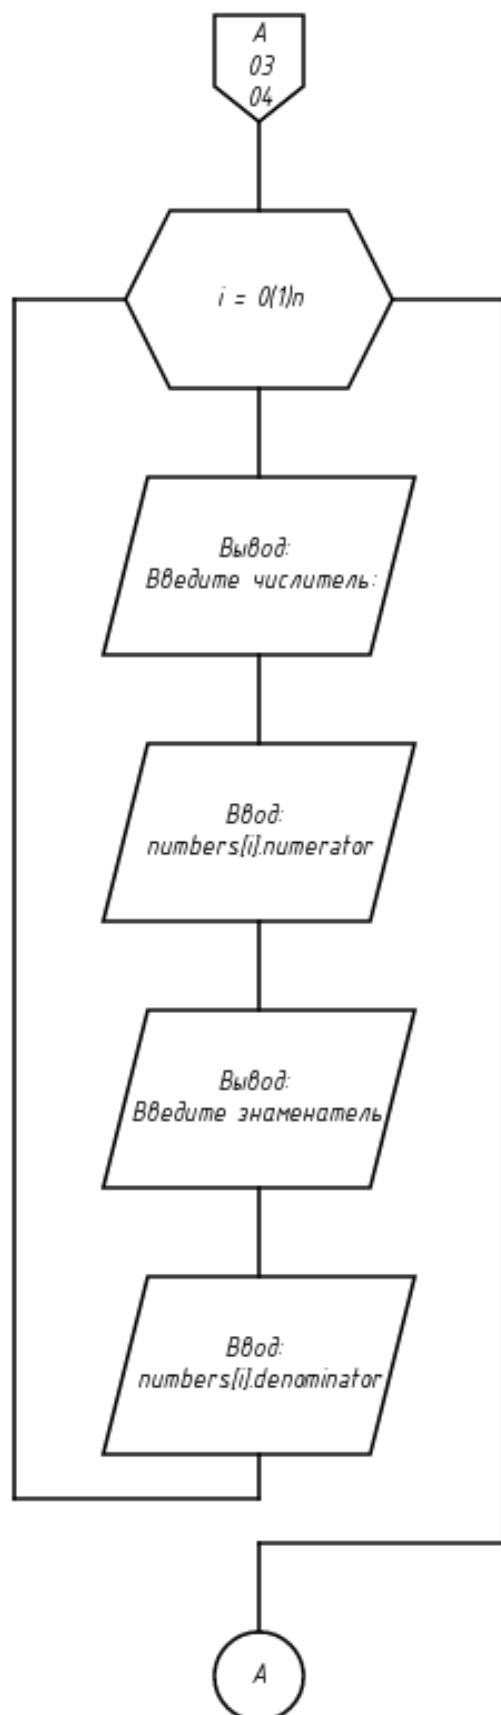 А
03
04
i = 0(1)n
Вывод:
Введите числитель:
Ввод:
numbers[i].numerator
Вывод:
Введите знаменатель
Ввод:
numbers[i].denominator
А